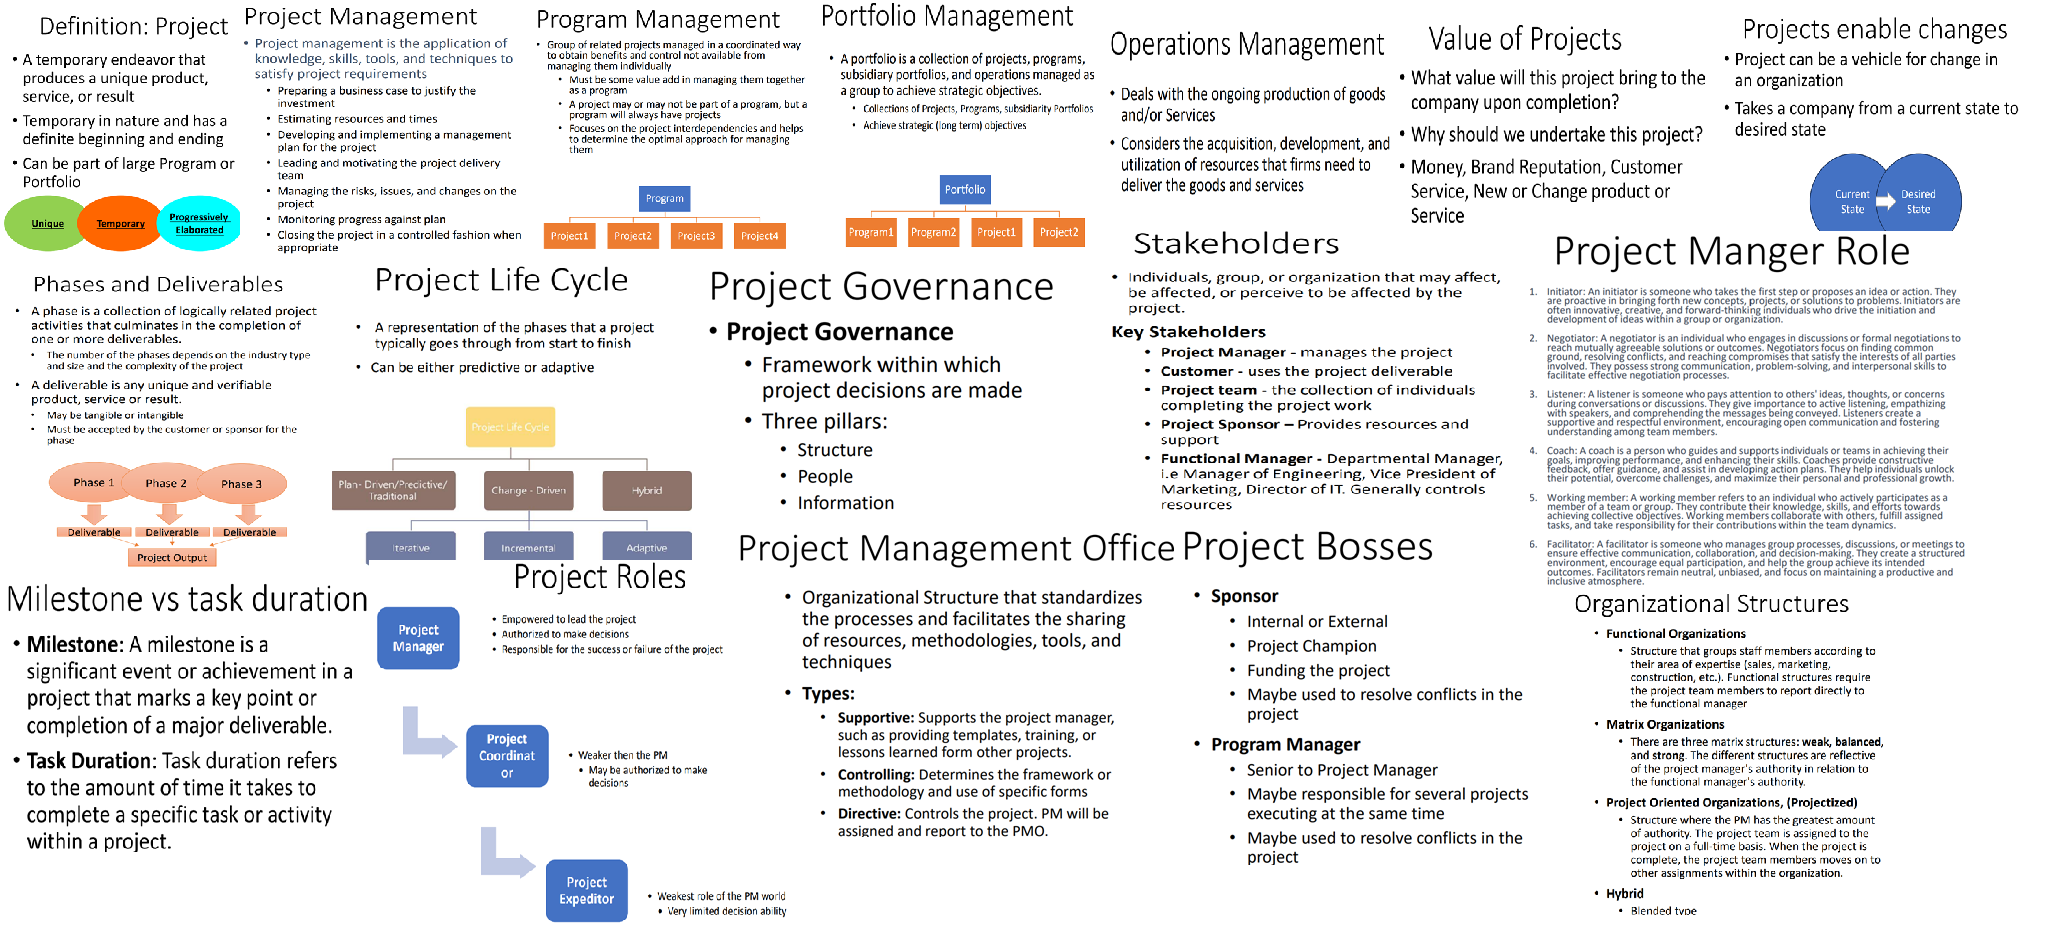 Definition: Project
• A temporary endeavor that
produces a unique product,
service, or result
• Temporary in nature and has a
definite beginning and ending
• Can be part of large Program or
Portfolio
Unique
Temporary
Progressively
Elaborated
Project Management
• Project management is the application of
knowledge, skills, tools, and techniques to
satisfy project requirements
• Preparing a business case to justify the
investment
• Estimating resources and times
• Developing and implementing a management
plan for the project
• Leading and motivating the project delivery
team
• Managing the risks, issues, and changes on the
project
• Monitoring progress against plan
• Closing the project in a controlled fashion when
appropriate
Program Management
• Group of related projects managed in a coordinated way
to obtain benefits and control not available from
managing them individually
• Must be some value add in managing them together
as a program
• A project may or may not be part of a program, but a
program will always have projects
• Focuses on the project interdependencies and helps
to determine the optimal approach for managing
them
Program
Project1
Project2
Project3
Project4
Portfolio Management
• A portfolio is a collection of projects, programs,
subsidiary portfolios, and operations managed as
a group to achieve strategic objectives.
• Collections of Projects, Programs, subsidiarity Portfolios
• Achieve strategic (long term) objectives
Portfolio
Program1
Program2
Project1
Project2
Operations Management
• Deals with the ongoing production of goods
and/or Services
• Considers the acquisition, development, and
utilization of resources that firms need to
deliver the goods and services
Value of Projects
• What value will this project bring to the
company upon completion?
• Why should we undertake this project?
• Money, Brand Reputation, Customer
Service, New or Change product or
Service
Projects enable changes
• Project can be a vehicle for change in
an organization
• Takes a company from a current state to
desired state
Current
State
Desired
State
Phases and Deliverables
• A phase is a collection of logically related project
activities that culminates in the completion of
one or more deliverables.
• The number of the phases depends on the industry type
and size and the complexity of the project
• A deliverable is any unique and verifiable
product, service or result.
• May be tangible or intangible
• Must be accepted by the customer or sponsor for the
phase
Phase 1
Phase 2
Phase 3
Deliverable
Deliverable
Deliverable
Project Output
Project Life Cycle
• A representation of the phases that a project
typically goes through from start to finish
• Can be either predictive or adaptive
Project Life Cycle
Plan- Driven/Predictive/
Traditional
Change - Driven
Hybrid
Iterative
Incremental
Adaptive
Project Governance
• Project Governance
• Framework within which
project decisions are made
• Three pillars:
• Structure
• People
• Information
Stakeholders
• Individuals, group, or organization that may affect,
be affected, or perceive to be affected by the
project.
Key Stakeholders
• Project Manager - manages the project
• Customer - uses the project deliverable
• Project team - the collection of individuals
completing the project work
• Project Sponsor – Provides resources and
support
• Functional Manager - Departmental Manager,
i.e Manager of Engineering, Vice President of
Marketing, Director of IT. Generally controls
resources
Project Manger Role
1. Initiator: An initiator is someone who takes the first step or proposes an idea or action. They
are proactive in bringing forth new concepts, projects, or solutions to problems. Initiators are
often innovative, creative, and forward-thinking individuals who drive the initiation and
development of ideas within a group or organization.
2. Negotiator: A negotiator is an individual who engages in discussions or formal negotiations to
reach mutually agreeable solutions or outcomes. Negotiators focus on finding common
ground, resolving conflicts, and reaching compromises that satisfy the interests of all parties
involved. They possess strong communication, problem-solving, and interpersonal skills to
facilitate effective negotiation processes.
3. Listener: A listener is someone who pays attention to others' ideas, thoughts, or concerns
during conversations or discussions. They give importance to active listening, empathizing
with speakers, and comprehending the messages being conveyed. Listeners create a
supportive and respectful environment, encouraging open communication and fostering
understanding among team members.
4. Coach: A coach is a person who guides and supports individuals or teams in achieving their
goals, improving performance, and enhancing their skills. Coaches provide constructive
feedback, offer guidance, and assist in developing action plans. They help individuals unlock
their potential, overcome challenges, and maximize their personal and professional growth.
5. Working member: A working member refers to an individual who actively participates as a
member of a team or group. They contribute their knowledge, skills, and efforts towards
achieving collective objectives. Working members collaborate with others, fulfill assigned
tasks, and take responsibility for their contributions within the team dynamics.
6. Facilitator: A facilitator is someone who manages group processes, discussions, or meetings to
ensure effective communication, collaboration, and decision-making. They create a structured
environment, encourage equal participation, and help the group achieve its intended
outcomes. Facilitators remain neutral, unbiased, and focus on maintaining a productive and
inclusive atmosphere.
Milestone vs task duration
• Milestone: A milestone is a
significant event or achievement in a
project that marks a key point or
completion of a major deliverable.
• Task Duration: Task duration refers
to the amount of time it takes to
complete a specific task or activity
within a project.
Project Roles
Project
Manager
• Empowered to lead the project
• Authorized to make decisions
• Responsible for the success or failure of the project
Project
Coordinat
or
• Weaker then the PM
• May be authorized to make
decisions
Project
Expeditor
• Weakest role of the PM world
• Very limited decision ability
Project Management Office
• Organizational Structure that standardizes
the processes and facilitates the sharing
of resources, methodologies, tools, and
techniques
• Types:
• Supportive: Supports the project manager,
such as providing templates, training, or
lessons learned form other projects.
• Controlling: Determines the framework or
methodology and use of specific forms
• Directive: Controls the project. PM will be
assigned and report to the PMO.
Project Bosses
• Sponsor
• Internal or External
• Project Champion
• Funding the project
• Maybe used to resolve conflicts in the
project
• Program Manager
• Senior to Project Manager
• Maybe responsible for several projects
executing at the same time
• Maybe used to resolve conflicts in the
project
Organizational Structures
• Functional Organizations
• Structure that groups staff members according to
their area of expertise (sales, marketing,
construction, etc.). Functional structures require
the project team members to report directly to
the functional manager
• Matrix Organizations
• There are three matrix structures: weak, balanced,
and strong. The different structures are reflective
of the project manager's authority in relation to
the functional manager's authority.
• Project Oriented Organizations, (Projectized)
• Structure where the PM has the greatest amount
of authority. The project team is assigned to the
project on a full-time basis. When the project is
complete, the project team members moves on to
other assignments within the organization.
• Hybrid
• Blended type